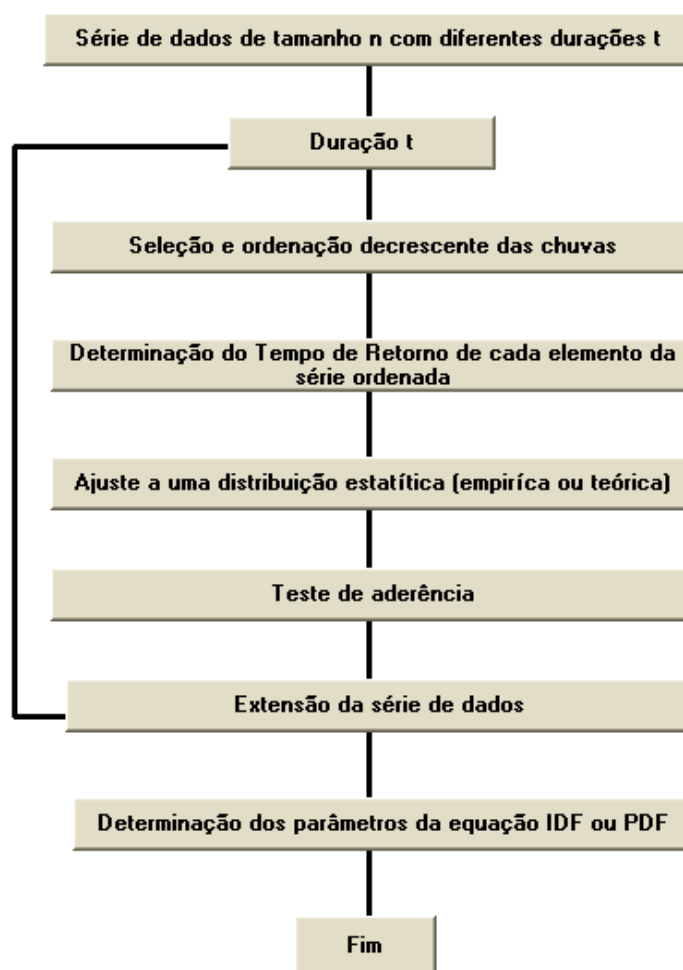 Série de dados de tamanho n com diferentes durações t
Duração t
Seleção e ordenação decrescente das chuvas
Determinação do Tempo de Retorno de cada elemento da
série ordenada
Ajuste a uma distribuição estatítica (empiríca ou teórica)
Teste de aderência
Extensão da série de dados
Determinação dos parâmetros da equação IDF ou PDF
Fim